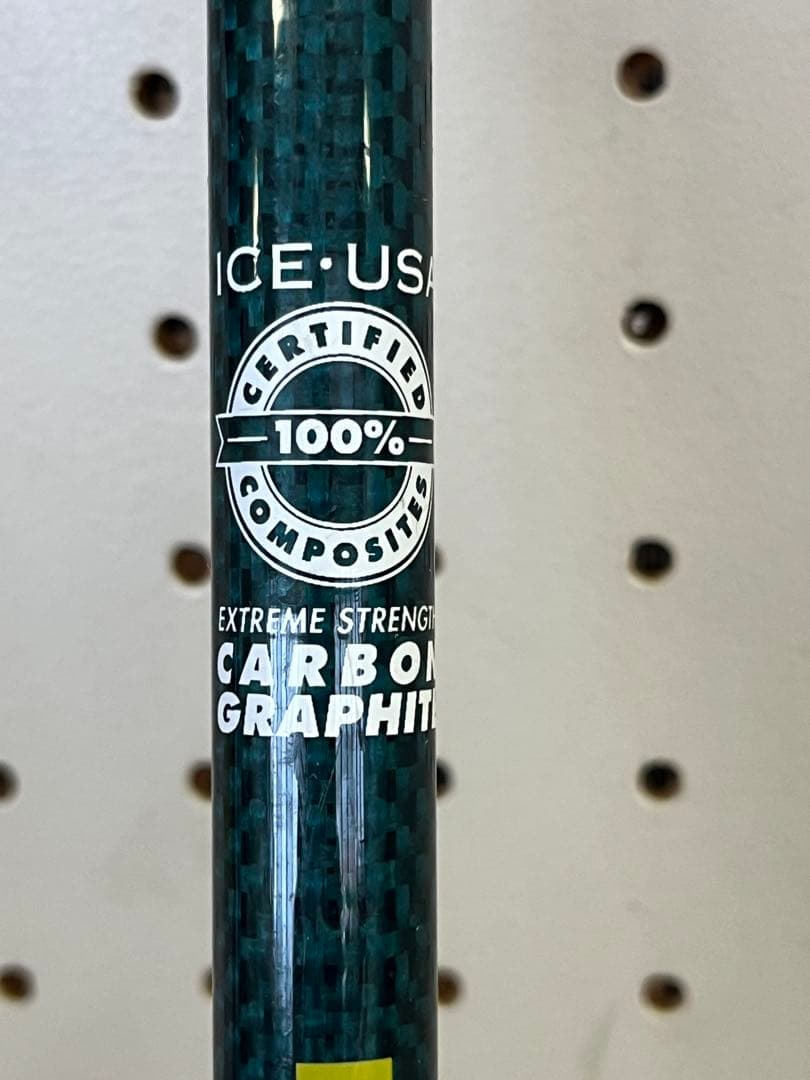 ICE·USA
CERTIFIED
100%
COMPOSITES
EXTREME STRENGTH
CARBON
GRAPHITE